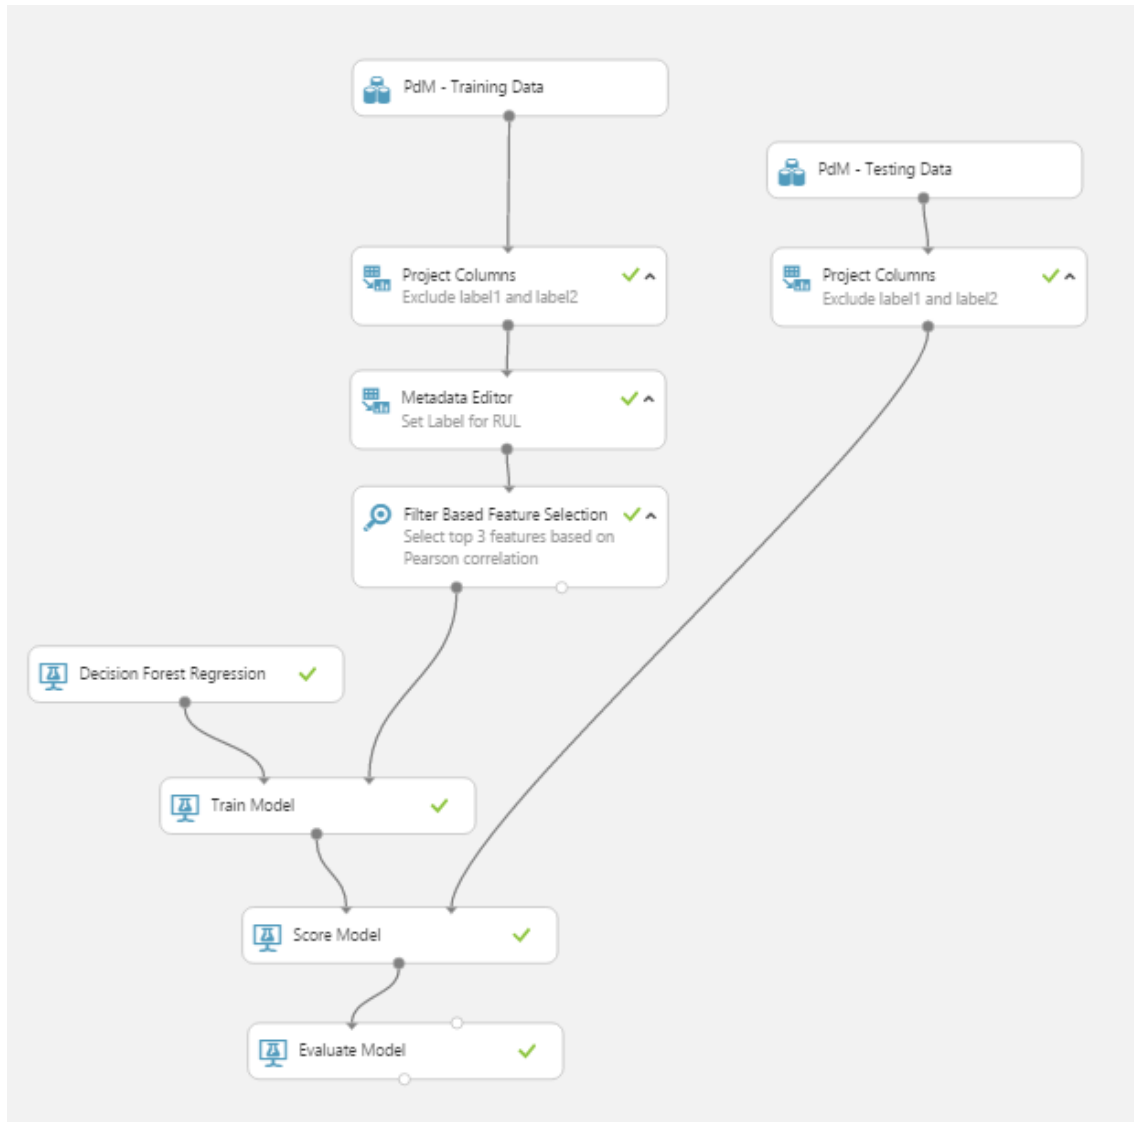 PdM - Training Data
PdM - Testing Data
Project Columns
Exclude label1 and label2
Project Columns
Exclude label1 and label2
Metadata Editor
Set Label for RUL
Filter Based Feature Selection
Select top 3 features based on
Pearson correlation
Decision Forest Regression
Train Model
Score Model
Evaluate Model